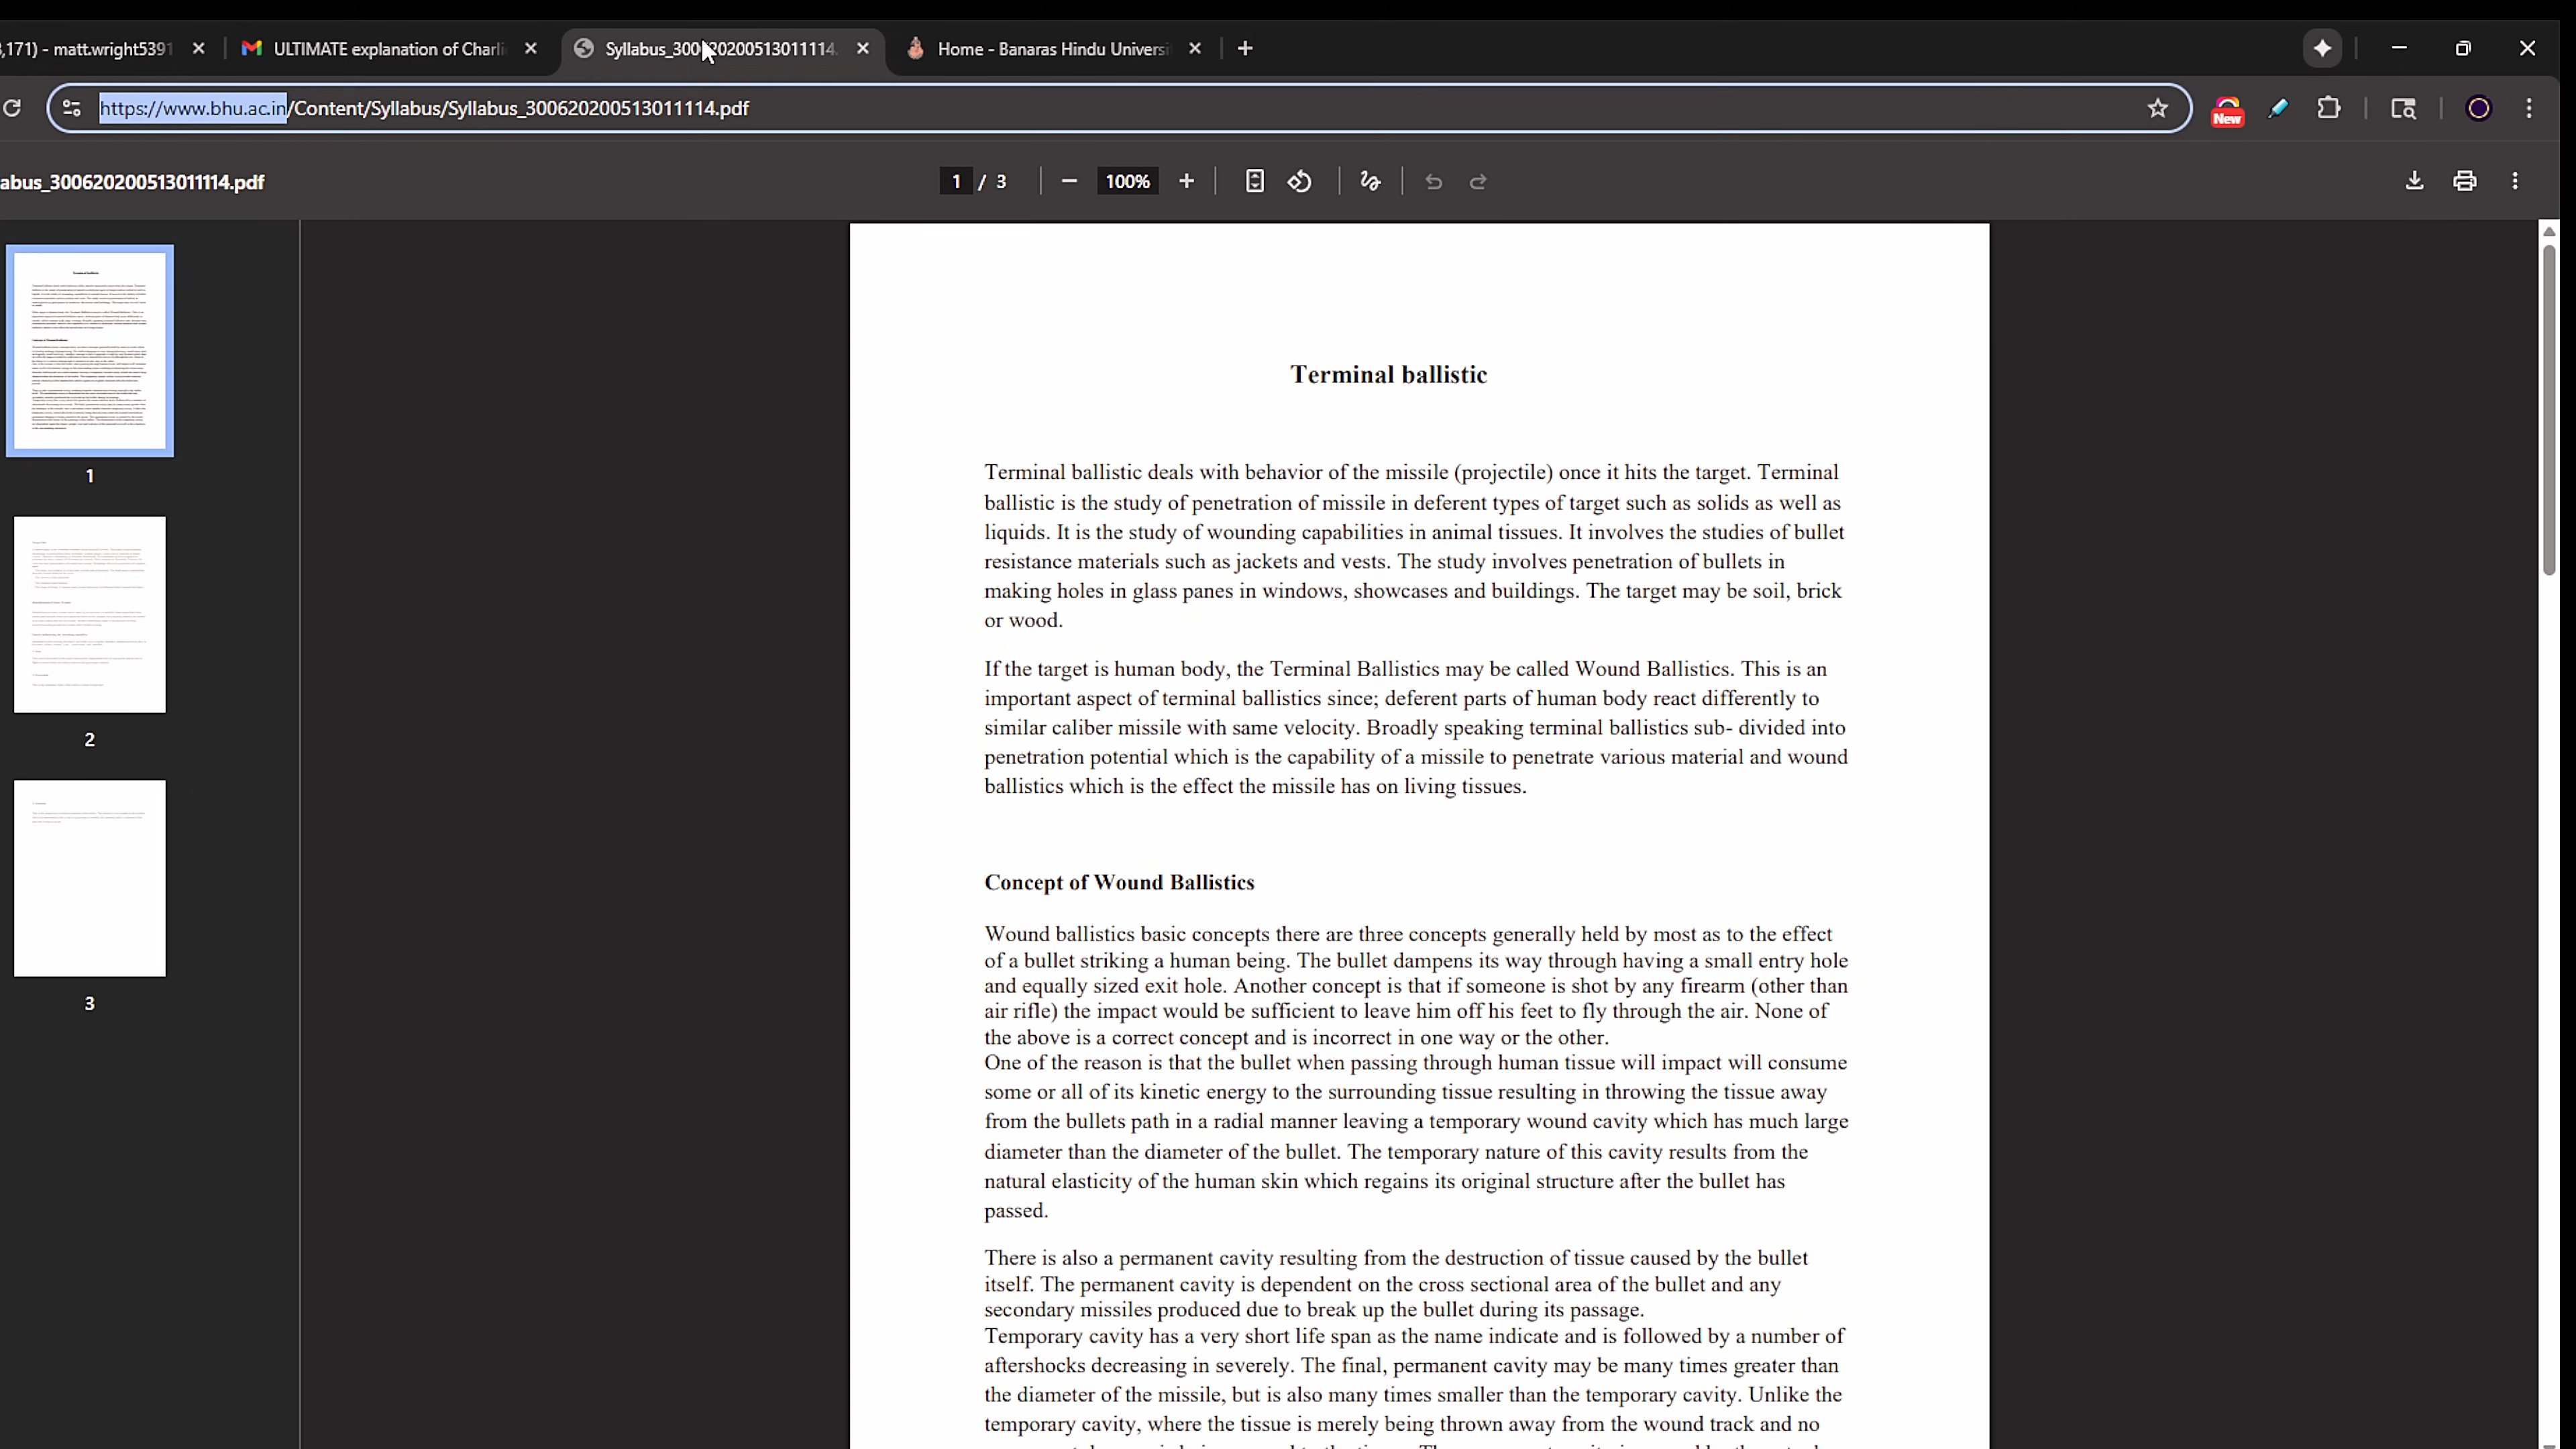 ,171) - matt.wright5391
ULTIMATE explanation of Charli
Syllabus_300620200513011114.
Home - Banaras Hindu Universi
https://www.bhu.ac.in/Content/Syllabus/Syllabus_300620200513011114.pdf
New
abus_300620200513011114.pdf
1 / 3
100%
1
2
3
Terminal ballistic
Terminal ballistic deals with behavior of the missile (projectile) once it hits the target. Terminal
ballistic is the study of penetration of missile in deferent types of target such as solids as well as
liquids. It is the study of wounding capabilities in animal tissues. It involves the studies of bullet
resistance materials such as jackets and vests. The study involves penetration of bullets in
making holes in glass panes in windows, showcases and buildings. The target may be soil, brick
or wood.
If the target is human body, the Terminal Ballistics may be called Wound Ballistics. This is an
important aspect of terminal ballistics since; deferent parts of human body react differently to
similar caliber missile with same velocity. Broadly speaking terminal ballistics sub- divided into
penetration potential which is the capability of a missile to penetrate various material and wound
ballistics which is the effect the missile has on living tissues.
Concept of Wound Ballistics
Wound ballistics basic concepts there are three concepts generally held by most as to the effect
of a bullet striking a human being. The bullet dampens its way through having a small entry hole
and equally sized exit hole. Another concept is that if someone is shot by any firearm (other than
air rifle) the impact would be sufficient to leave him off his feet to fly through the air. None of
the above is a correct concept and is incorrect in one way or the other.
One of the reason is that the bullet when passing through human tissue will impact will consume
some or all of its kinetic energy to the surrounding tissue resulting in throwing the tissue away
from the bullets path in a radial manner leaving a temporary wound cavity which has much large
diameter than the diameter of the bullet. The temporary nature of this cavity results from the
natural elasticity of the human skin which regains its original structure after the bullet has
passed.
There is also a permanent cavity resulting from the destruction of tissue caused by the bullet
itself. The permanent cavity is dependent on the cross sectional area of the bullet and any
secondary missiles produced due to break up the bullet during its passage.
Temporary cavity has a very short life span as the name indicate and is followed by a number of
aftershocks decreasing in severely. The final, permanent cavity may be many times greater than
the diameter of the missile, but is also many times smaller than the temporary cavity. Unlike the
temporary cavity, where the tissue is merely being thrown away from the wound track and no